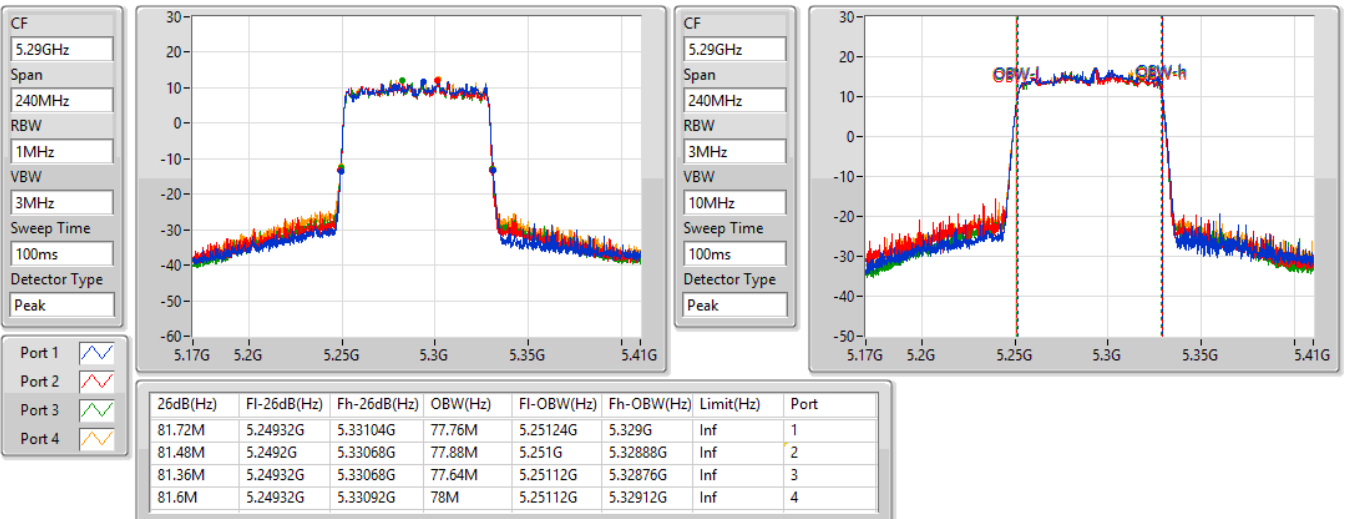 CF
5.29GHz
Span
240MHz
RBW
1MHz
VBW
3MHz
Sweep Time
100ms
Detector Type
Peak
30
20
10
0
-10
-20
-30
-40
-50
-60
5.17G 5.2G 5.25G 5.3G 5.35G 5.41G
CF
5.29GHz
Span
240MHz
RBW
3MHz
VBW
10MHz
Sweep Time
100ms
Detector Type
Peak
30
20
10
0
-10
-20
-30
-40
-50
OBW-l OBW-h
5.17G 5.2G 5.25G 5.3G 5.35G 5.41G
Port 1
Port 2
Port 3
Port 4
26dB(Hz) Fl-26dB(Hz) Fh-26dB(Hz) OBW(Hz) Fl-OBW(Hz) Fh-OBW(Hz) Limit(Hz) Port
81.72M 5.24932G 5.33104G 77.76M 5.25124G 5.329G Inf 1
81.48M 5.2492G 5.33068G 77.88M 5.251G 5.32888G Inf 2
81.36M 5.24932G 5.33068G 77.64M 5.25112G 5.32876G Inf 3
81.6M 5.24932G 5.33092G 78M 5.25112G 5.32912G Inf 4